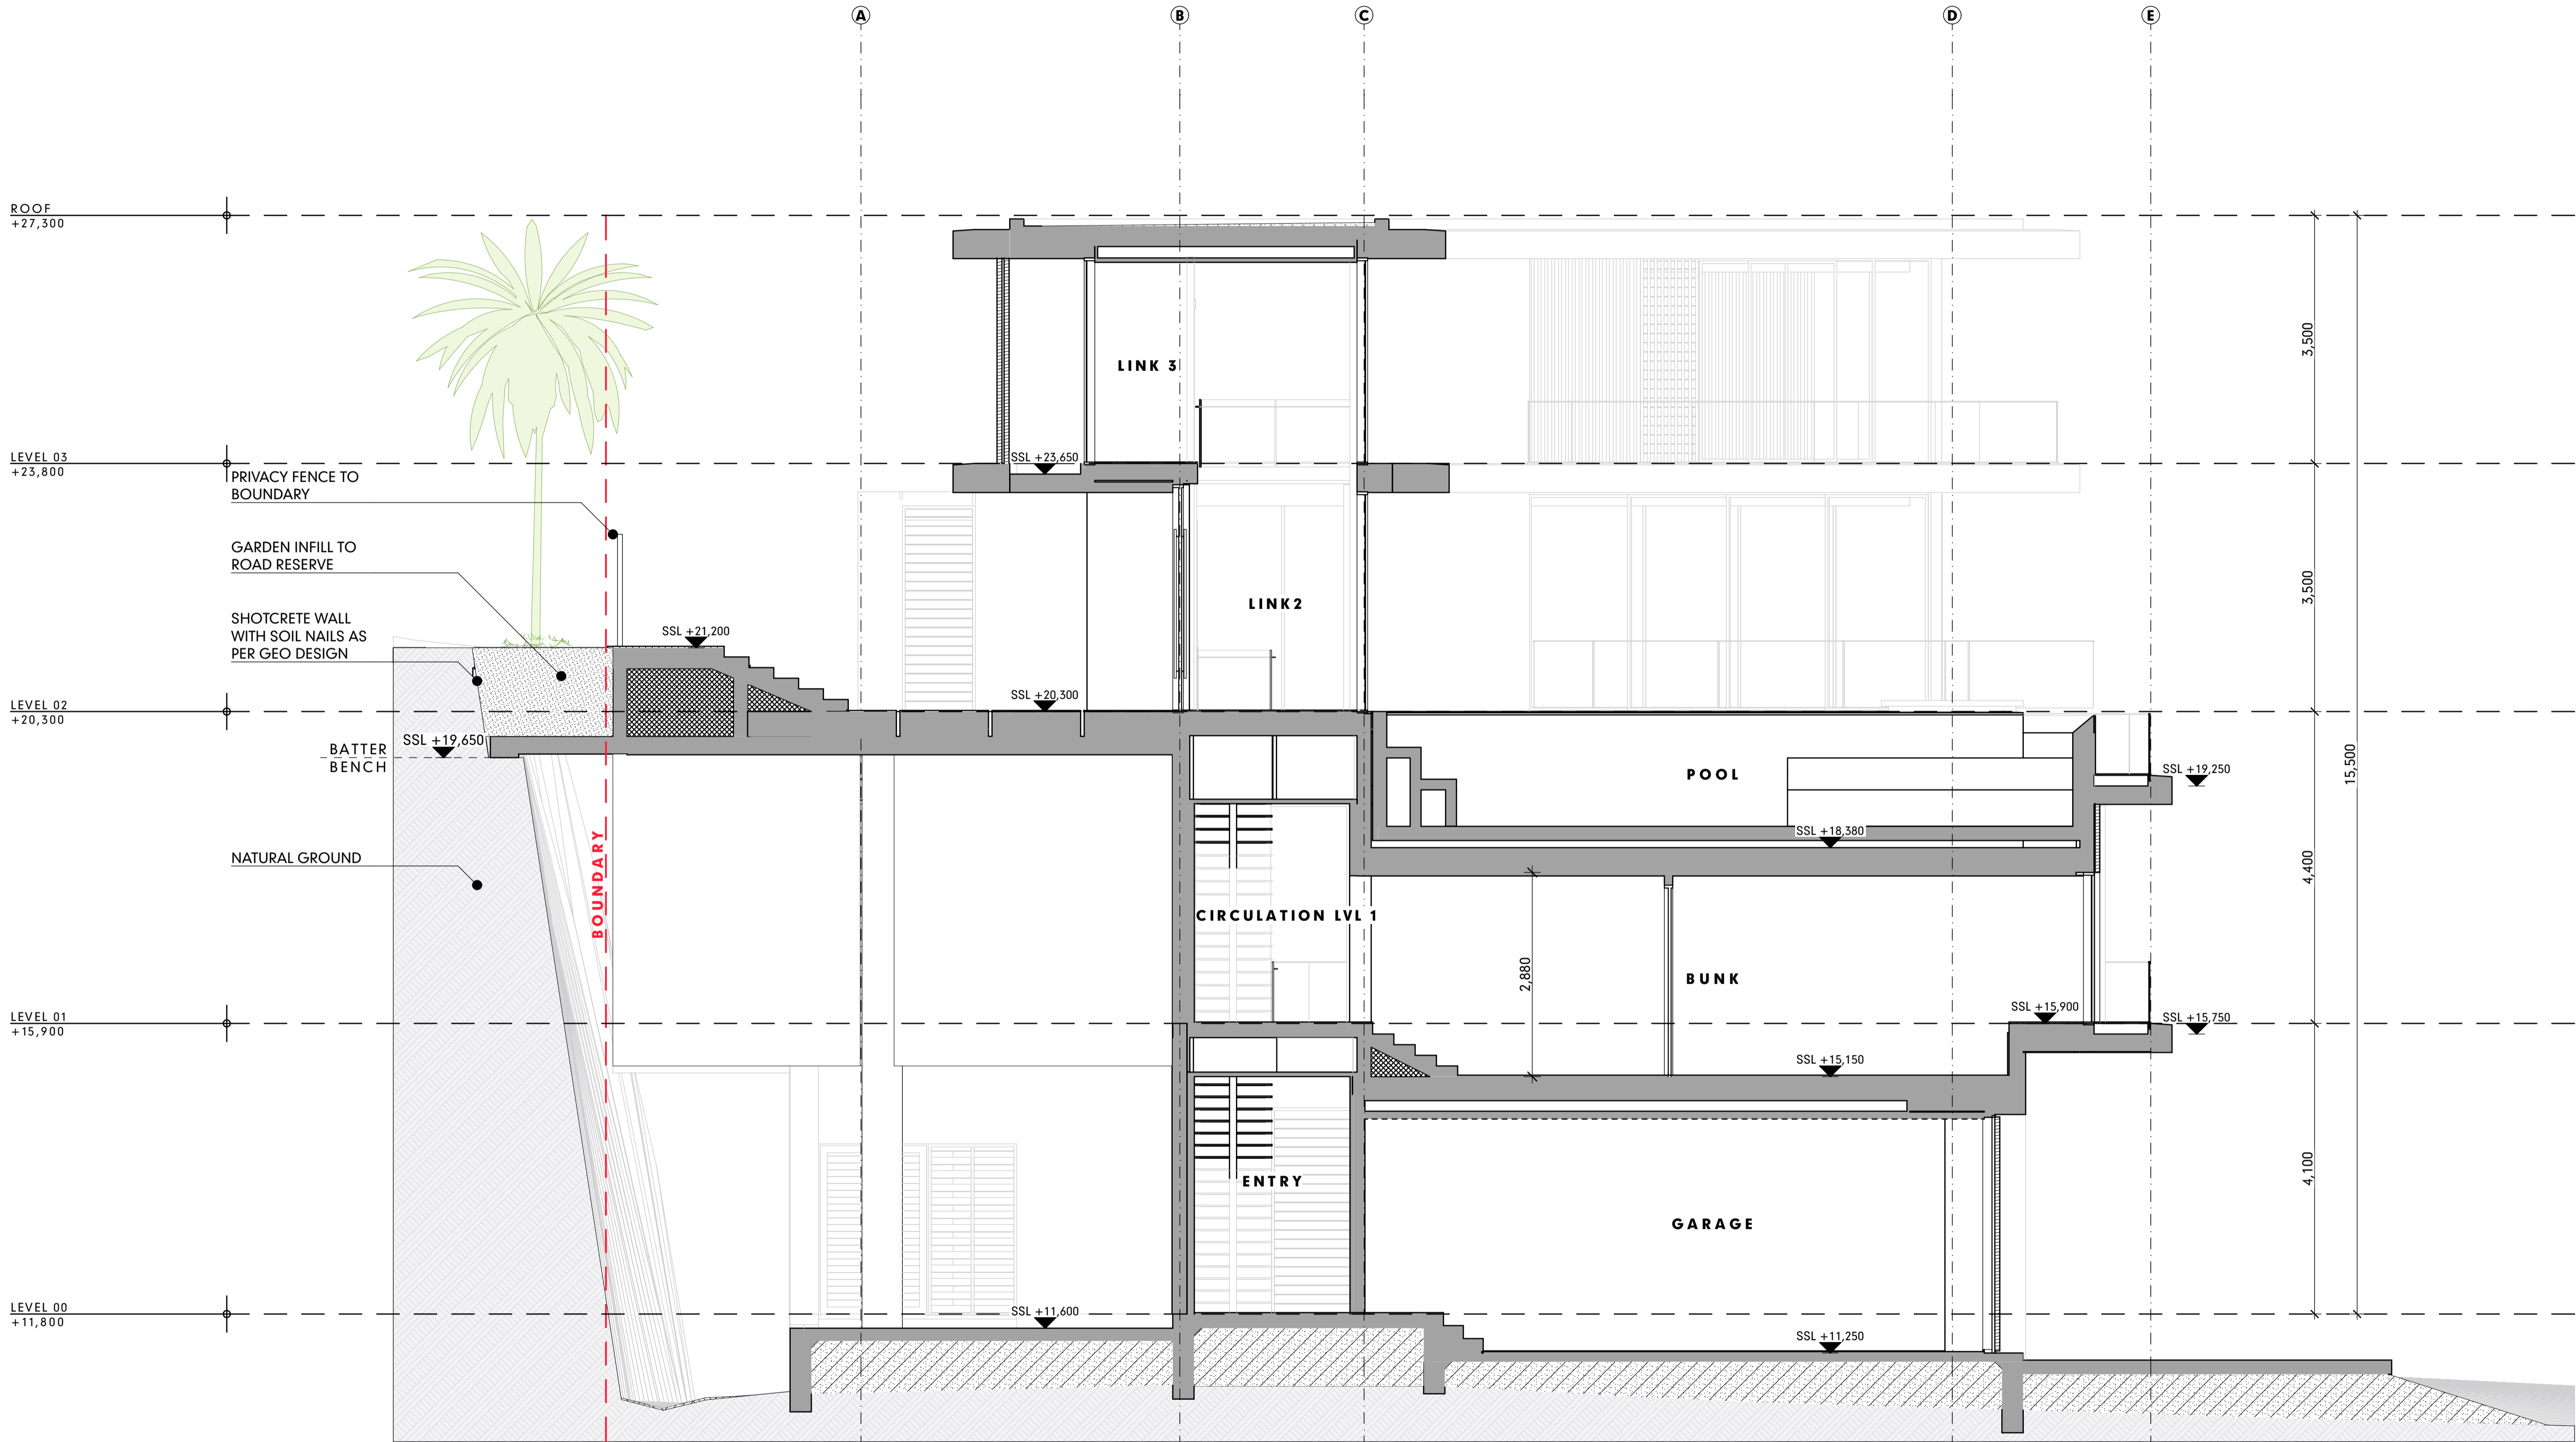 A
B
C
D
E
ROOF
+27,300
LEVEL 03
+23,800
PRIVACY FENCE TO
BOUNDARY
GARDEN INFILL TO
ROAD RESERVE
SHOTCRETE WALL
WITH SOIL NAILS AS
PER GEO DESIGN
LEVEL 02
+20,300
BATTER
BENCH
SSL +19,650
NATURAL GROUND
BOUNDARY
LEVEL 01
+15,900
LEVEL 00
+11,800
LINK 3
SSL +23,650
LINK2
SSL +21,200
SSL +20,300
POOL
SSL +19,250
SSL +18,380
CIRCULATION LVL 1
2,880
BUNK
SSL +15,900
SSL +15,750
SSL +15,150
ENTRY
GARAGE
SSL +11,600
SSL +11,250
3,500
3,500
4,400
4,100
15,500